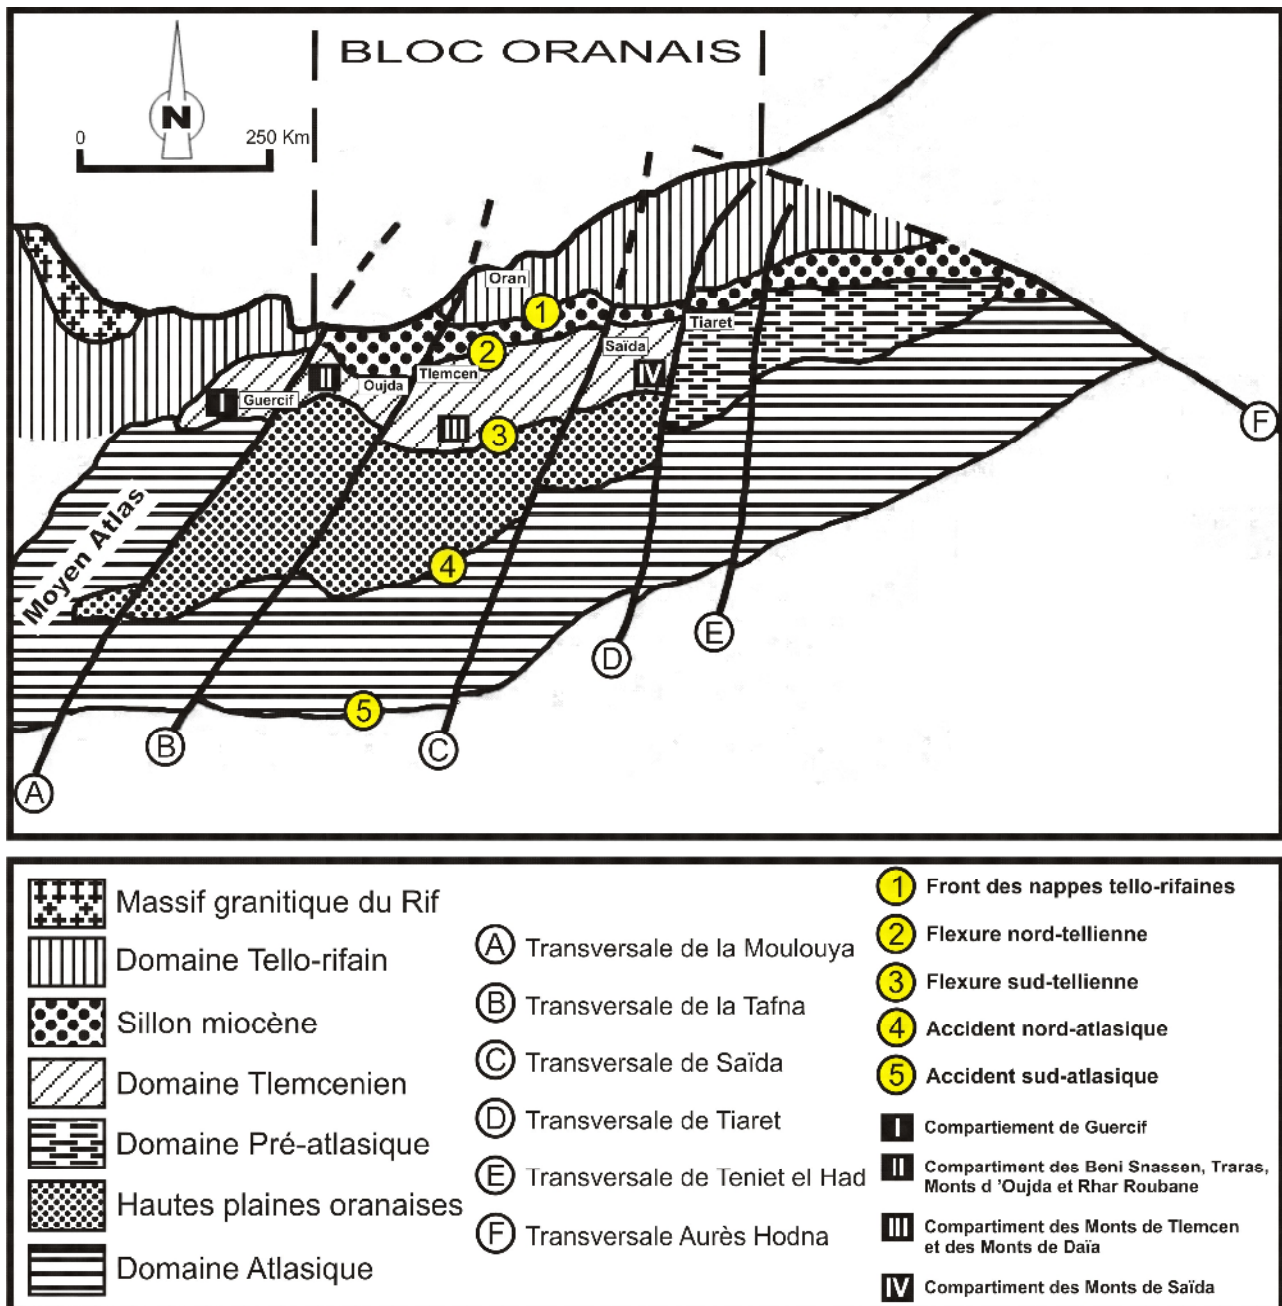 BLOC ORANAIS
N
0 250 Km
Oran
1
2
Tiaret
Saïda
II
Oujda
Tlemcen
IV
I
Guercif
III
3
F
Moyen Atlas
4
E
D
5
B
C
A
Massif granitique du Rif
Domaine Tello-rifain
Sillon miocène
Domaine Tlemcenien
Domaine Pré-atlasique
Hautes plaines oranaises
Domaine Atlasique
A Transversale de la Moulouya
B Transversale de la Tafna
C Transversale de Saïda
D Transversale de Tiaret
E Transversale de Teniet el Had
F Transversale Aurès Hodna
1 Front des nappes tello-rifaines
2 Flexure nord-tellienne
3 Flexure sud-tellienne
4 Accident nord-atlasique
5 Accident sud-atlasique
I Compartiement de Guercif
II Compartiment des Beni Snassen, Traras,
Monts d 'Oujda et Rhar Roubane
III Compartiment des Monts de Tlemcen
et des Monts de Daïa
IV Compartiment des Monts de Saïda